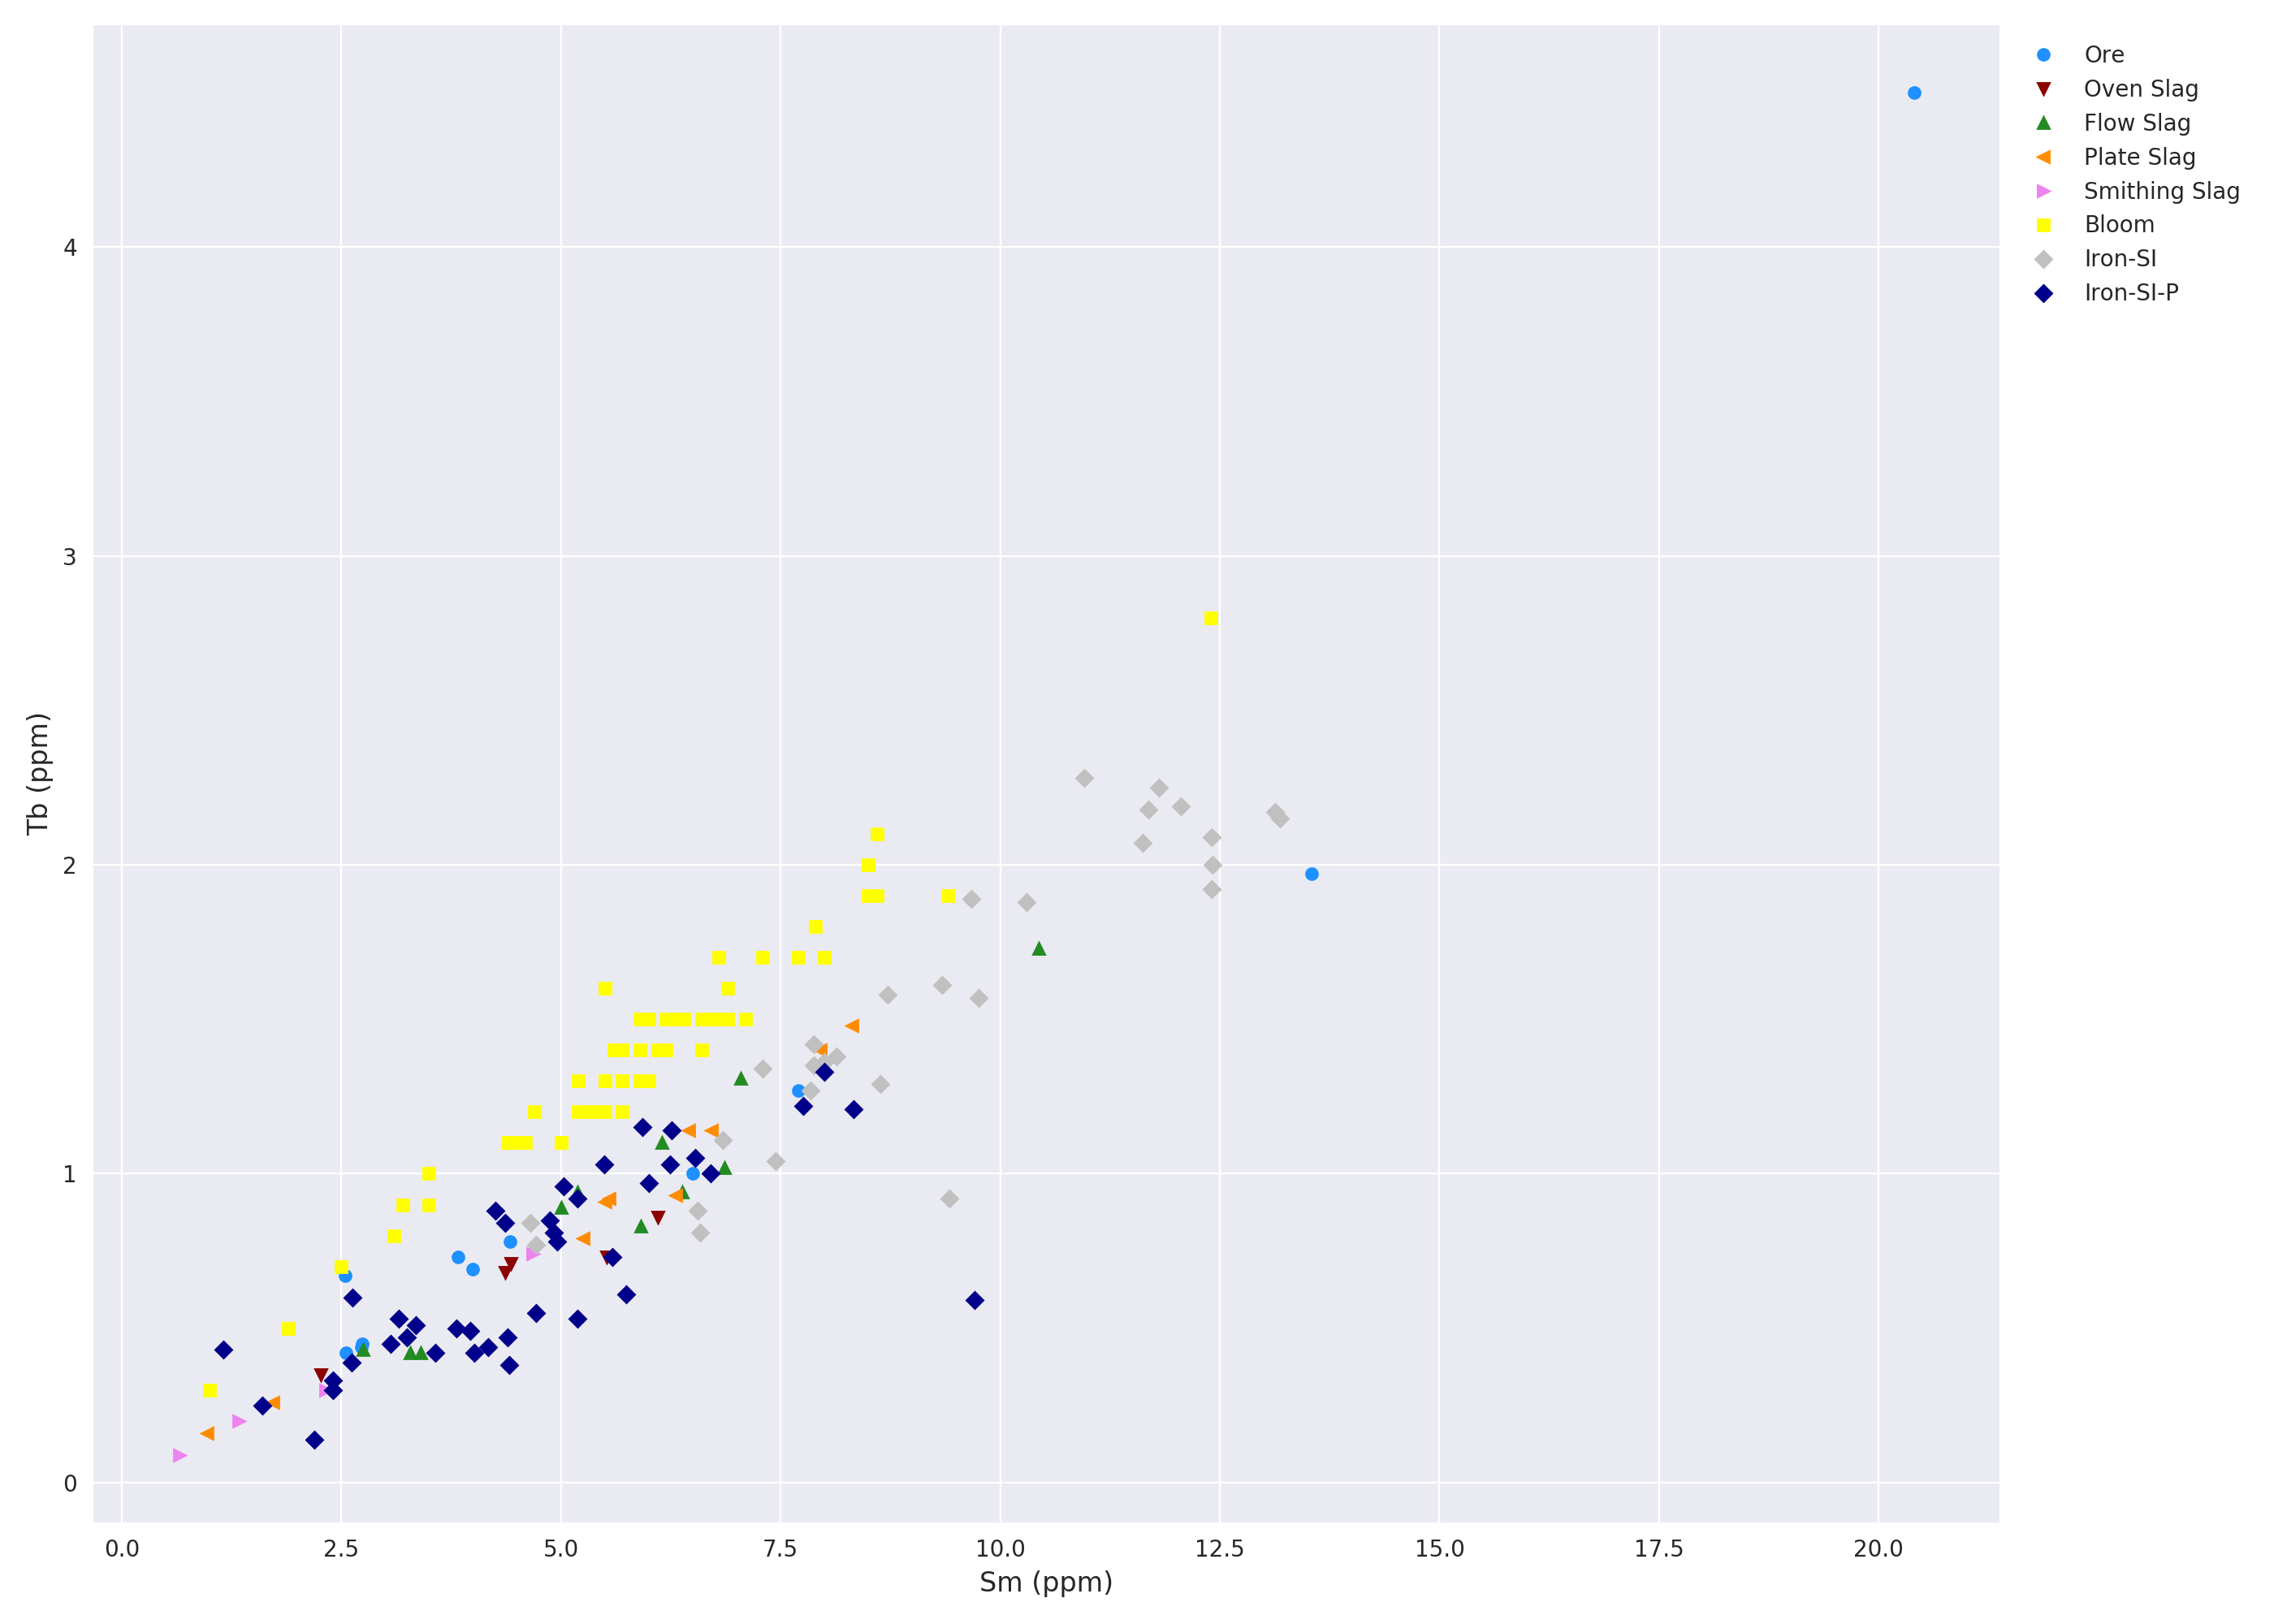 Ore
Oven Slag
Flow Slag
Plate Slag
Smithing Slag
Bloom
Iron-SI
Iron-SI-P
4
3
2
1
0
Tb (ppm)
0.0 2.5 5.0 7.5 10.0 12.5 15.0 17.5 20.0
Sm (ppm)